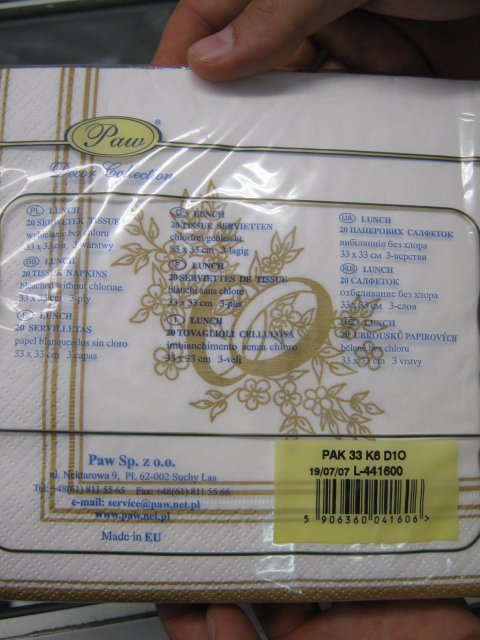 Paw
Decor Collection
PL LUNCH
20 SERWETEK TISSUE
wybielane bez chloru
33 x 33 cm 3-warstwy
GB LUNCH
20 TISSUE NAPKINS
bleached without chlorine
33 x 33 cm 3-ply
E LUNCH
20 SERVILLETAS
papel blanqueados sin cloro
33 x 33 cm 3 capas
D LUNCH
20 TISSUE SERVIETTEN
chlorfrei gebleicht
33 x 33 cm 3-lagig
F LUNCH
20 SERVIETTES DE TISSUE
blanchi sans chlore
33 x 33 cm 3-plis
I LUNCH
20 TOVAGLIOLI CELLULOSA
imbianchimento senza chloro
33 x 33 cm 3-veli
UA LUNCH
20 ПАПЕРОВИХ САЛФЕТОК
вибілявання без хлора
33 x 33 см 3-верстви
RUS LUNCH
20 САЛФЕТОК
отбеливание без хлора
33 x 33 см 3-слоя
CZ LUNCH
20 UBROUSKŮ PAPIROVÝCH
bělené bez chloru
33 x 33 cm 3 vrstvy
Paw Sp. z o.o.
ul. Nektarowa 9, PL 62-002 Suchy Las
Tel: +48(61) 811 55 65 Fax: +48(61) 811 55 66
e-mail: service@paw.net.pl
www.paw.net.pl
Made in EU
PAK 33 K6 D1O
19/07/07 L-441600
5 906360 041606 >